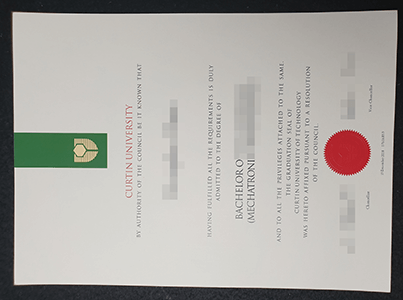 CURTIN UNIVERSITY
BY AUTHORITY OF THE COUNCIL BE IT KNOWN THAT
HAVING FULFILLED ALL THE REQUIREMENTS IS DULY
ADMITTED TO THE DEGREE OF
BACHELOR O
(MECHATRONI
AND TO ALL THE PRIVILEGES ATTACHED TO THE SAME.
THE GRADUATION SEAL OF
CURTIN UNIVERSITY OF TECHNOLOGY
WAS HERETO AFFIXED PURSUANT TO A RESOLUTION
OF THE COUNCIL
Chancellor
Vice-Chancellor